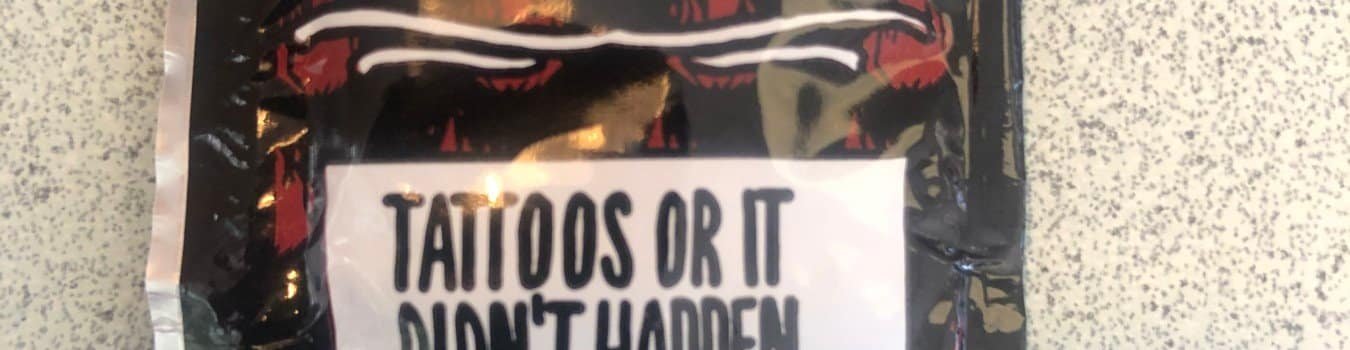 TATTOOS OR IT
DIDN'T HAPPEN